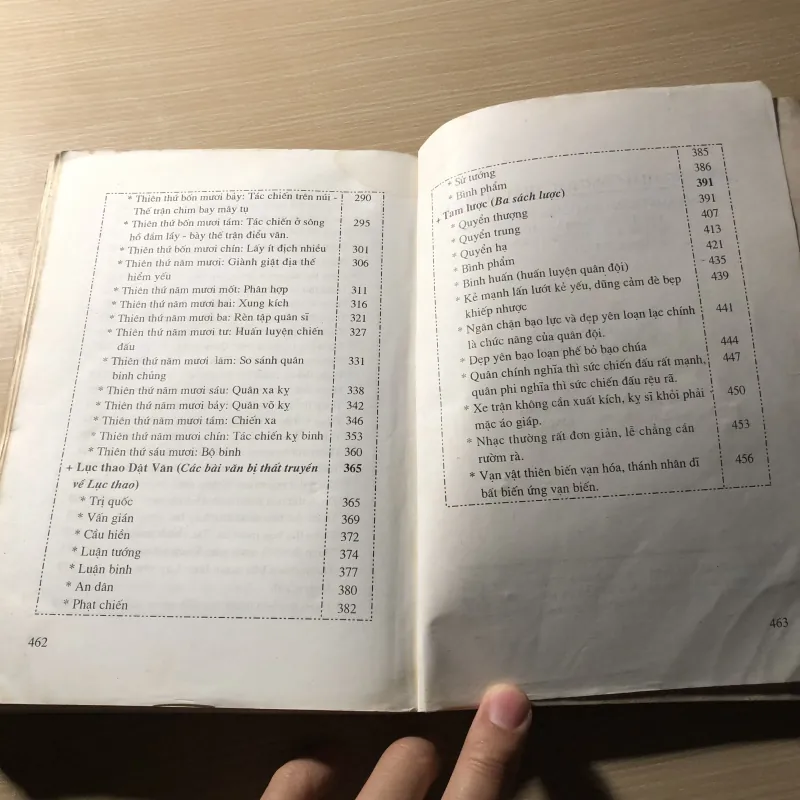 * Thiên thứ bốn mươi bảy: Tác chiến trên núi - 290
Thế trận chim bay mây tụ
* Thiên thứ bốn mươi tám: Tác chiến ở sông 295
hồ đầm lầy - bày thế trận điểu vân.
* Thiên thứ bốn mươi chín: Lấy ít địch nhiều 301
* Thiên thứ năm mươi: Giành giật địa thế 306
hiểm yếu
* Thiên thứ năm mươi mốt: Phân hợp 311
* Thiên thứ năm mươi hai: Xung kích 316
* Thiên thứ năm mươi ba: Rèn tập quân sĩ 321
* Thiên thứ năm mươi tư: Huấn luyện chiến 327
đấu
* Thiên thứ năm mươi lăm: So sánh quân 331
binh chủng
* Thiên thứ năm mươi sáu: Quân xa kỵ 338
* Thiên thứ năm mươi bảy: Quân võ kỵ 342
* Thiên thứ năm mươi tám: Chiến xa 346
* Thiên thứ năm mươi chín: Tác chiến kỵ binh 353
* Thiên thứ sáu mươi: Bộ binh 360
+ Lục thao Dật Văn (Các bài văn bị thất truyền 365
về Lục thao)
* Trị quốc 365
* Vấn gián 369
* Cầu hiền 372
* Luận tướng 374
* Luận binh 377
* An dân 380
* Phạt chiến 382
462
* Sử tướng 385
* Binh phẩm 386
+ Tam lược (Ba sách lược) 391
* Quyển thượng 391
* Quyển trung 407
* Quyển hạ 413
* Bình phẩm 421
* Binh huấn (huấn luyện quân đội) 435
* Kẻ mạnh lấn lướt kẻ yếu, dũng cảm đè bẹp 439
khiếp nhược
* Ngăn chặn bạo lực và dẹp yên loạn lạc chính 441
là chức năng của quân đội.
* Dẹp yên bạo loạn phế bỏ bạo chúa 444
* Quân chính nghĩa thì sức chiến đấu rất mạnh, 447
quân phi nghĩa thì sức chiến đấu rệu rã.
* Xe trận không cần xuất kích, kỵ sĩ khỏi phải 450
mặc áo giáp.
* Nhạc thường rất đơn giản, lễ chẳng cần 453
rườm rà.
* Vạn vật thiên biến vạn hóa, thánh nhân dĩ 456
bất biến ứng vạn biến.
463